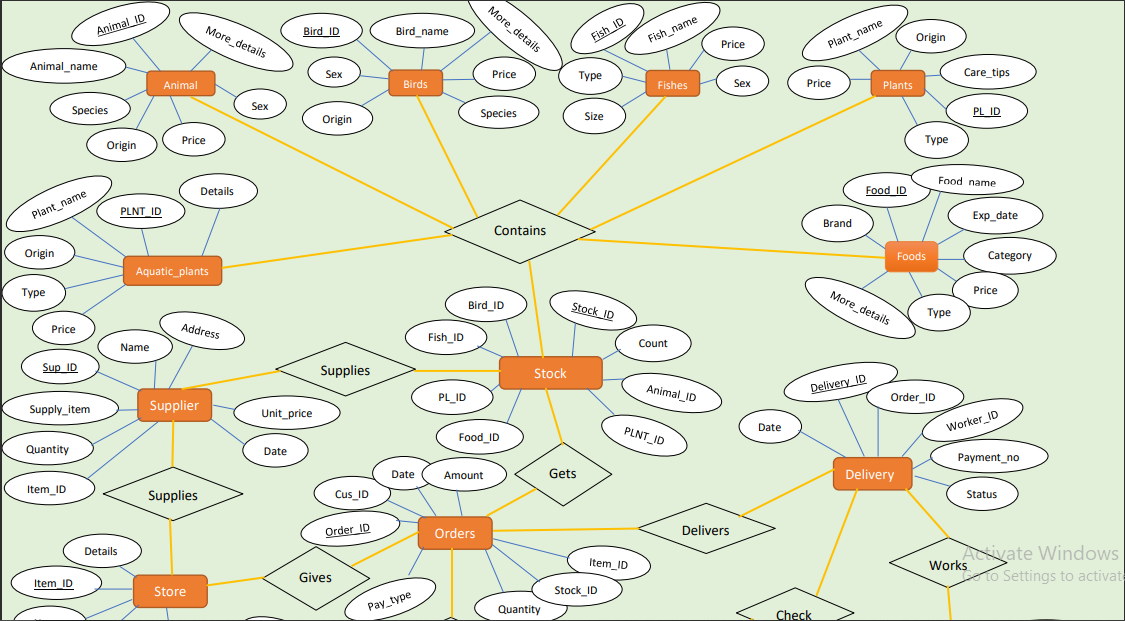 Animal_ID
More_details
Animal_name
Animal
Species
Sex
Origin
Price
Bird_ID
Bird_name
More_details
Sex
Birds
Price
Origin
Species
Fish_ID
Fish_name
Price
Type
Fishes
Sex
Size
Plant_name
Origin
Price
Plants
Care_tips
PL_ID
Type
Plant_name
PLNT_ID
Details
Origin
Aquatic_plants
Type
Price
Contains
Food_ID
Food_name
Brand
Exp_date
Foods
Category
More_details
Price
Type
Name
Address
Sup_ID
Supplier
Supply_item
Unit_price
Quantity
Date
Item_ID
Supplies
Bird_ID
Stock_ID
Fish_ID
Count
Stock
PL_ID
Animal_ID
Food_ID
PLNT_ID
Delivery_ID
Order_ID
Date
Worker_ID
Delivery
Payment_no
Status
Supplies
Gets
Date
Amount
Cus_ID
Order_ID
Orders
Delivers
Item_ID
Stock_ID
Pay_type
Quantity
Details
Item_ID
Store
Gives
Works
Check
Activate Windows
Go to Settings to activate